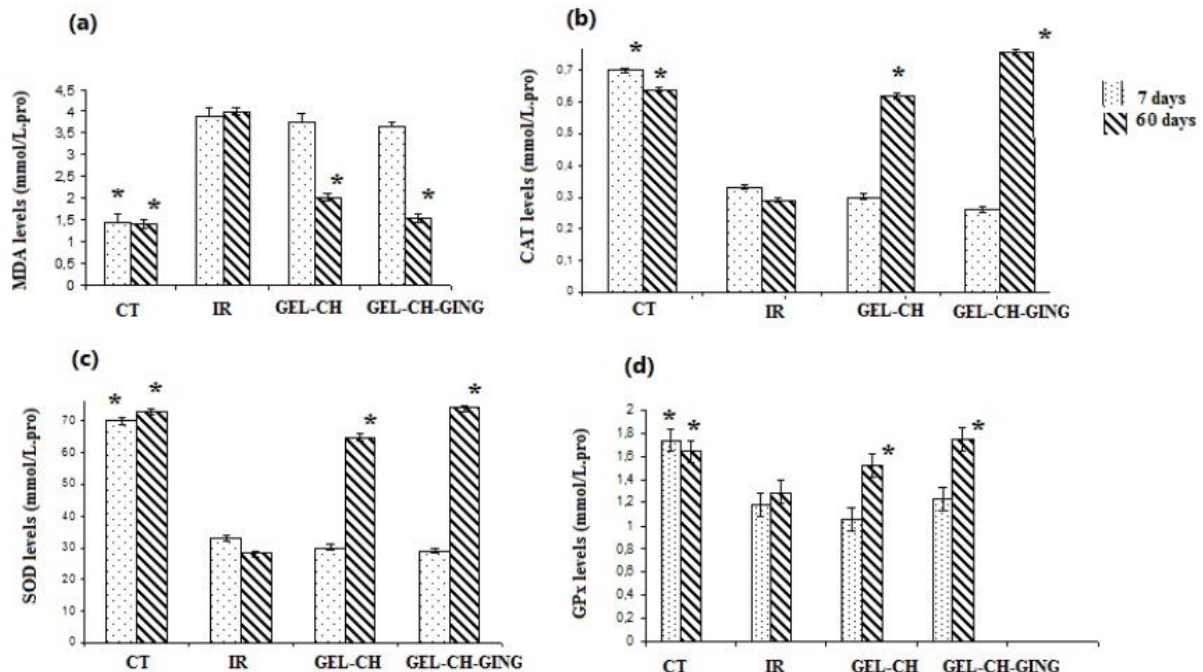 (a)
MDA levels (mmol/L.pro)
4,5
4
3,5
3
2,5
2
1,5
1
0,5
0
* * * *
CT IR GEL-CH GEL-CH-GING
(b)
CAT levels (mmol/L.pro)
0,7
0,6
0,5
0,4
0,3
0,2
0,1
0
* * * *
CT IR GEL-CH GEL-CH-GING
7 days
60 days
(c)
SOD levels (mmol/L.pro)
70
60
50
40
30
20
10
0
* * * *
CT IR GEL-CH GEL-CH-GING
(d)
GPx levels (mmol/L.pro)
2
1,8
1,6
1,2
1
1,8
1,6
1,4
1,2
0
* * * *
CT IR GEL-CH GEL-CH-GING